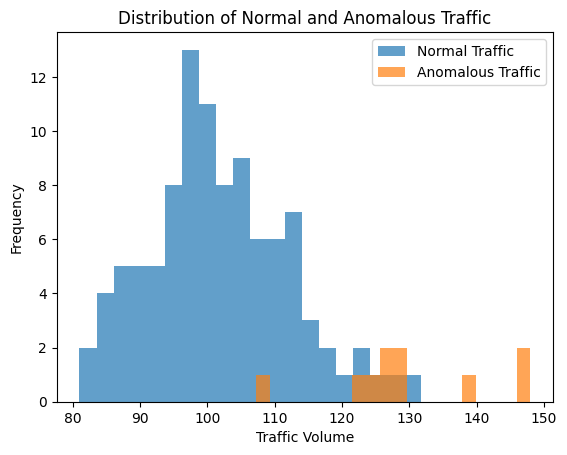 Distribution of Normal and Anomalous Traffic
Normal Traffic
Anomalous Traffic
Frequency
12
10
8
6
4
2
0
80 90 100 110 120 130 140 150
Traffic Volume